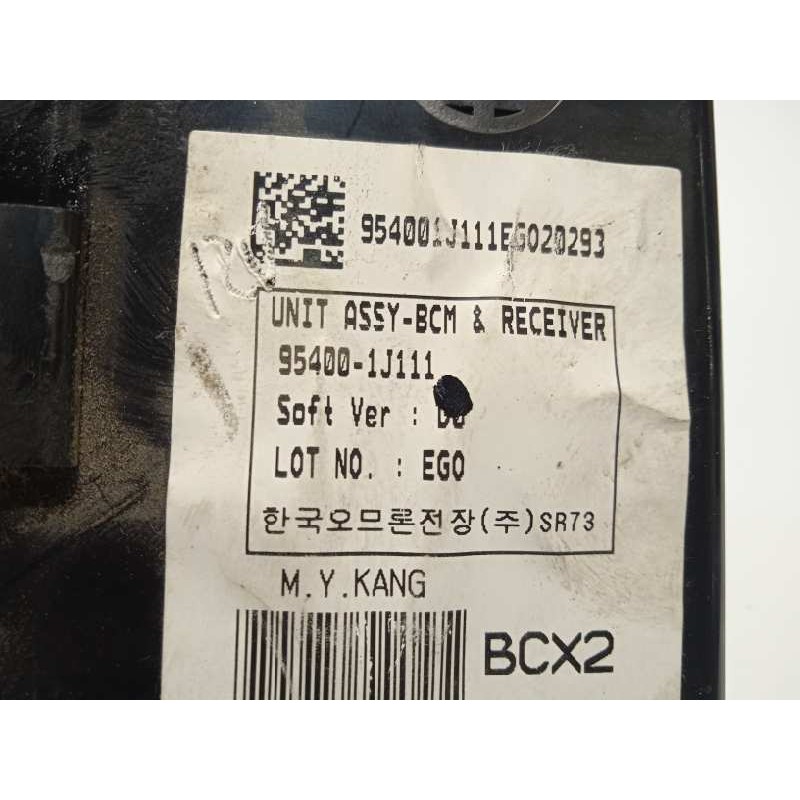 954001J111EGO20293
UNIT ASSY-BCM & RECEIVER
95400-1J111
Soft Ver :
LOT NO. : EGO
한국오므론전장(주)SR73
M.Y.KANG
BCX2